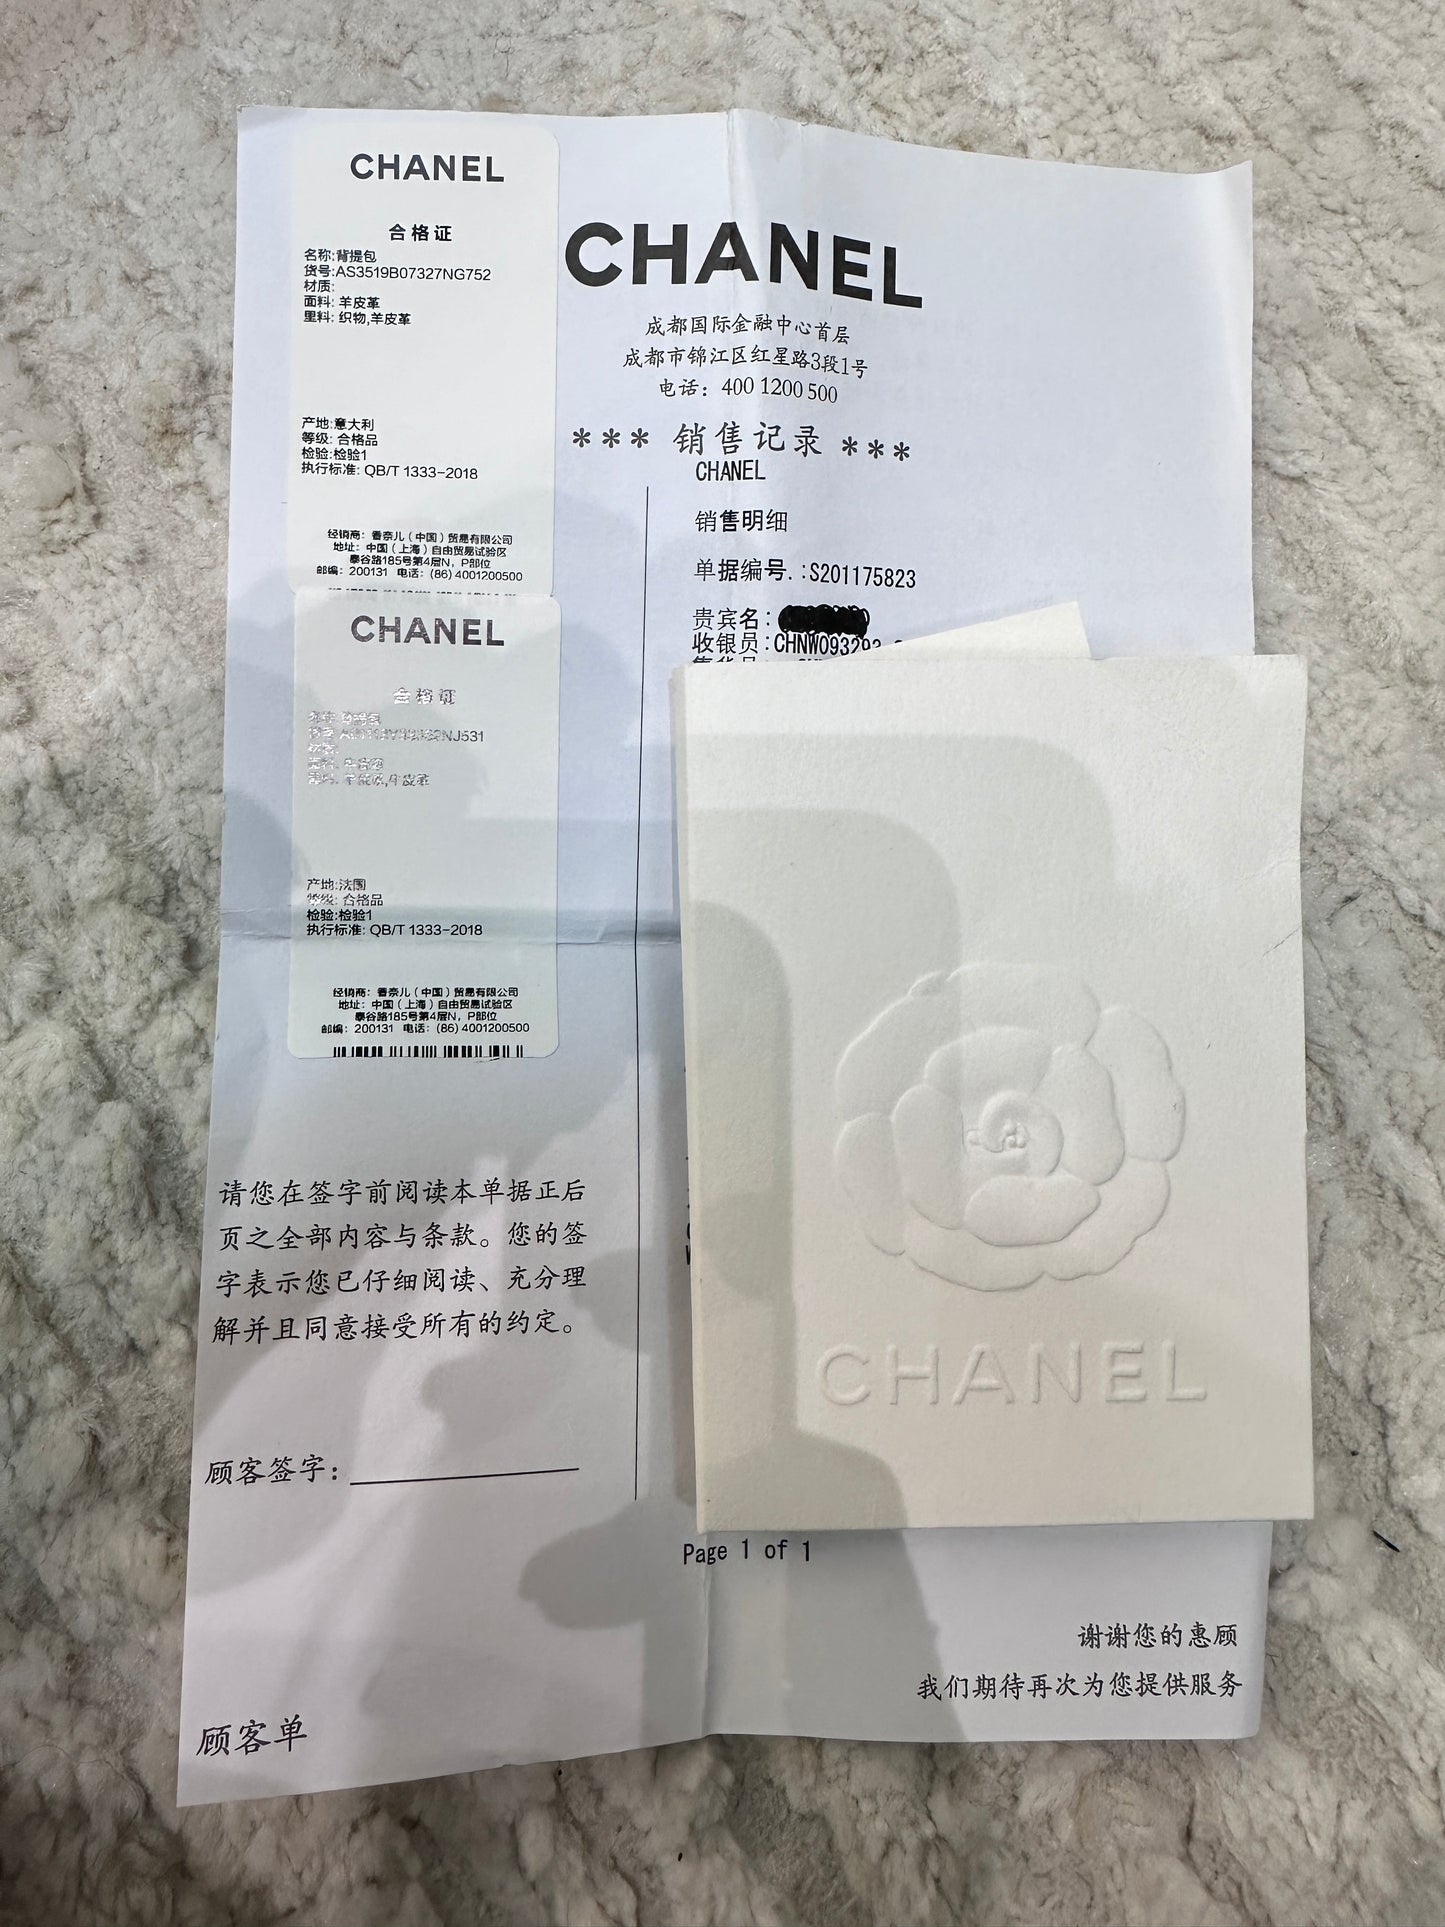 CHANEL
合格证
名称:背提包
货号:AS3519B07327NG752
材质:
面料: 羊皮革
里料: 织物,羊皮革
产地:意大利
等级: 合格品
检验:检验1
执行标准: QB/T 1333-2018
经销商: 香奈儿(中国)贸易有限公司
地址: 中国(上海)自由贸易试验区
泰谷路185号第4层N, P部位
邮编: 200131 电话: (86) 4001200500
CHANEL
合格证
NJ531
产地:法国
等级: 合格品
检验:检验1
执行标准: QB/T 1333-2018
经销商: 香奈儿(中国)贸易有限公司
地址: 中国(上海)自由贸易试验区
泰谷路185号第4层N, P部位
邮编: 200131 电话: (86) 4001200500
CHANEL
成都国际金融中心首层
成都市锦江区红星路3段1号
电话: 400 1200 500
*** 销售记录 ***
CHANEL
销售明细
单据编号.:S201175823
贵宾名:
收银员:CHNW093293
请您在签字前阅读本单据正后
页之全部内容与条款。您的签
字表示您已仔细阅读、充分理
解并且同意接受所有的约定。
顾客签字:
CHANEL
Page 1 of 1
谢谢您的惠顾
我们期待再次为您提供服务
顾客单